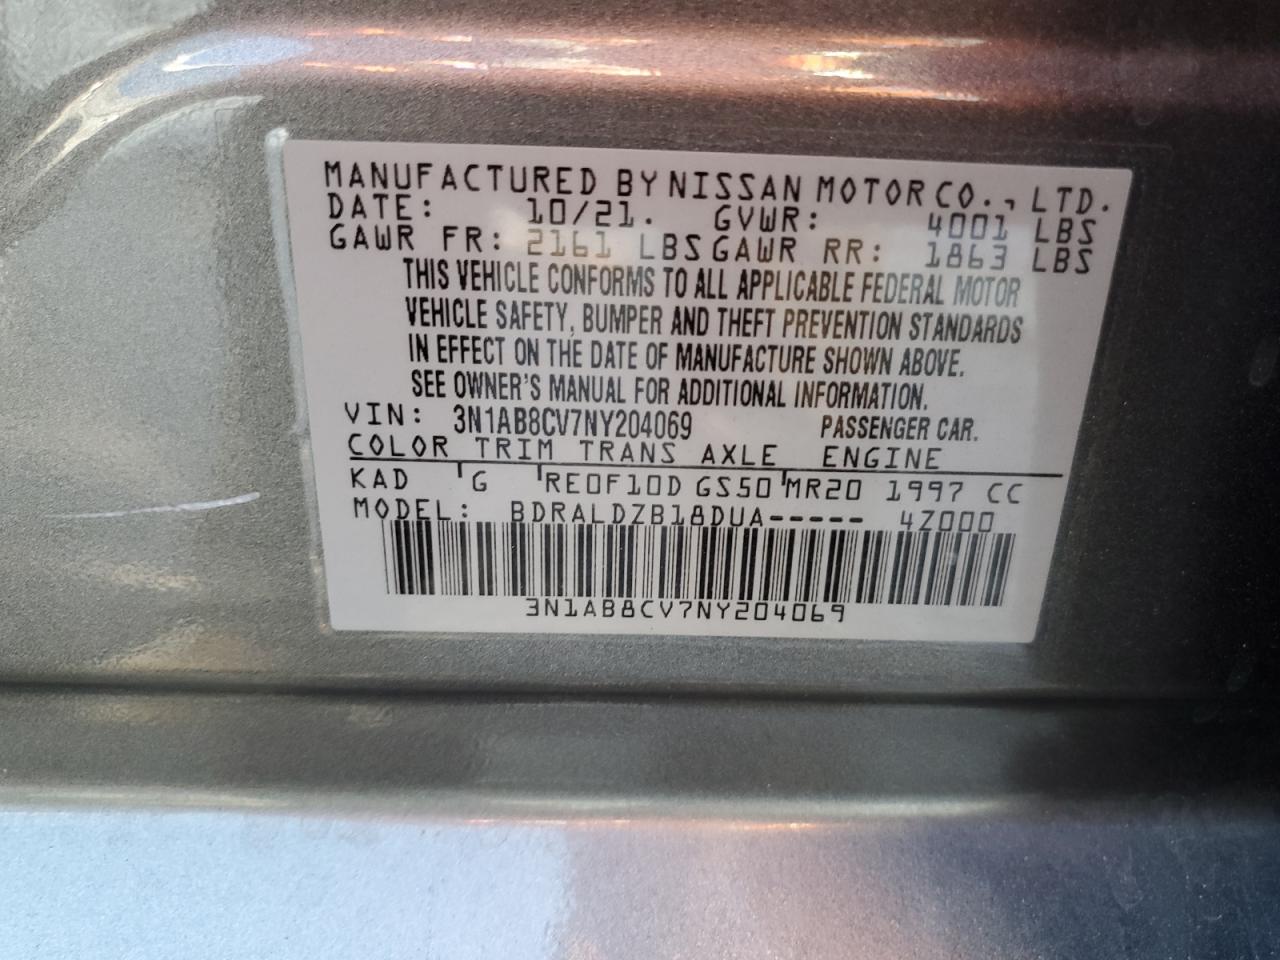 MANUFACTURED BY NISSAN MOTOR CO., LTD.
DATE: 10/21. GVWR: 4001 LBS
GAWR FR: 2161 LBS GAWR RR: 1863 LBS
THIS VEHICLE CONFORMS TO ALL APPLICABLE FEDERAL MOTOR
VEHICLE SAFETY, BUMPER AND THEFT PREVENTION STANDARDS
IN EFFECT ON THE DATE OF MANUFACTURE SHOWN ABOVE.
SEE OWNER'S MANUAL FOR ADDITIONAL INFORMATION.
VIN: 3N1AB8CV7NY204069 PASSENGER CAR.
COLOR TRIM TRANS AXLE ENGINE
KAD G RE0F10D GS50 MR20 1997 CC
MODEL: BDRALDZB18DUA----- 4Z000
3N1AB8CV7NY204069